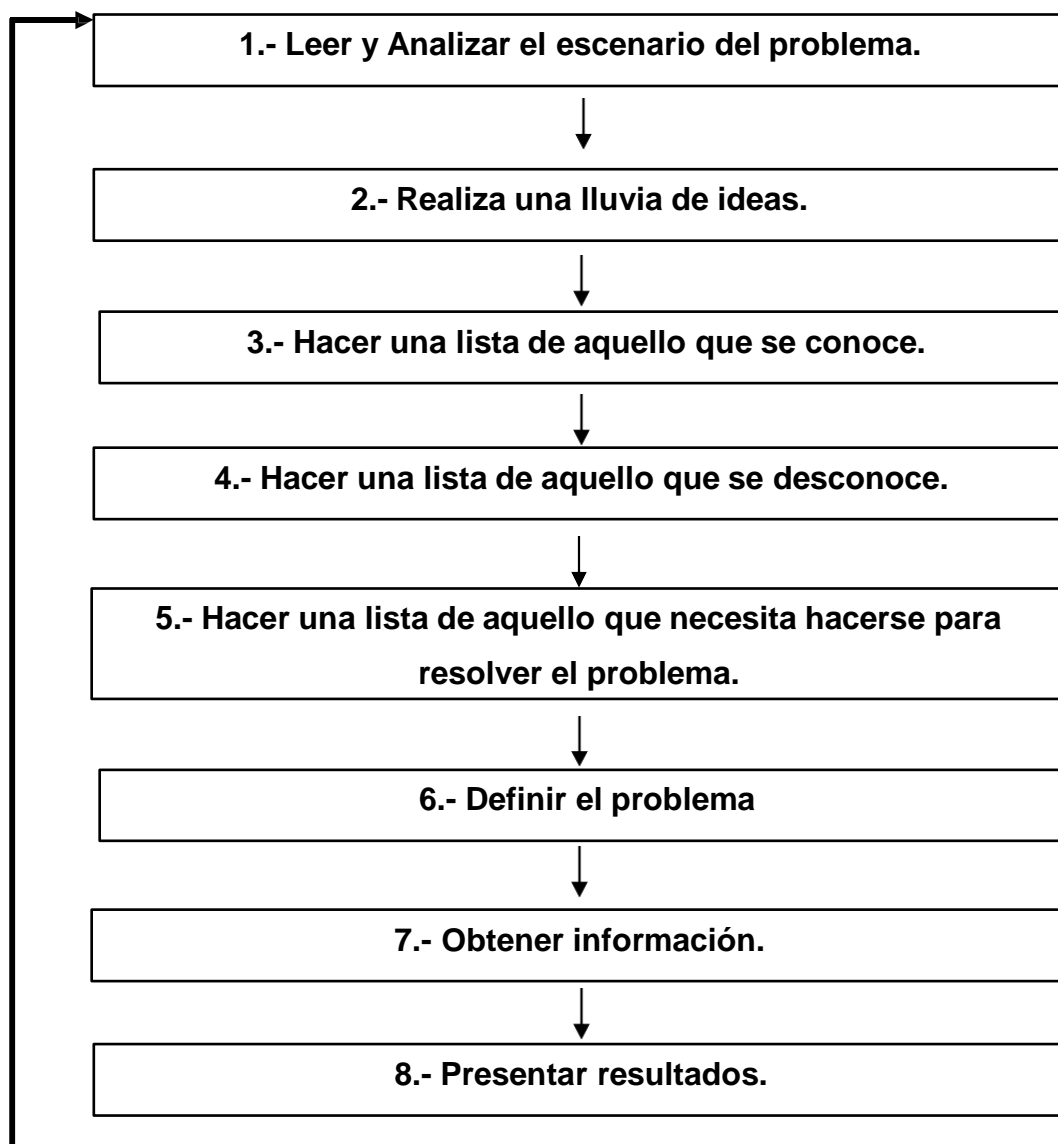 1.- Leer y Analizar el escenario del problema.
2.- Realiza una lluvia de ideas.
3.- Hacer una lista de aquello que se conoce.
4.- Hacer una lista de aquello que se desconoce.
5.- Hacer una lista de aquello que necesita hacerse para
resolver el problema.
6.- Definir el problema
7.- Obtener información.
8.- Presentar resultados.